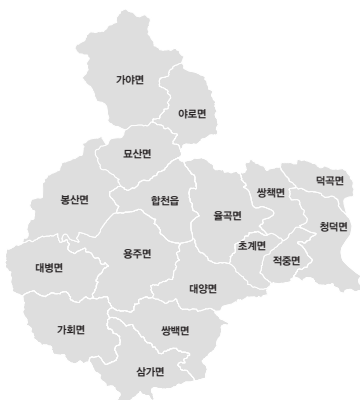 가야면
야로면
묘산면
덕곡면
쌍책면
봉산면
합천읍
율곡면
청덕면
초계면
용주면
적중면
대병면
대양면
가회면
쌍백면
삼가면